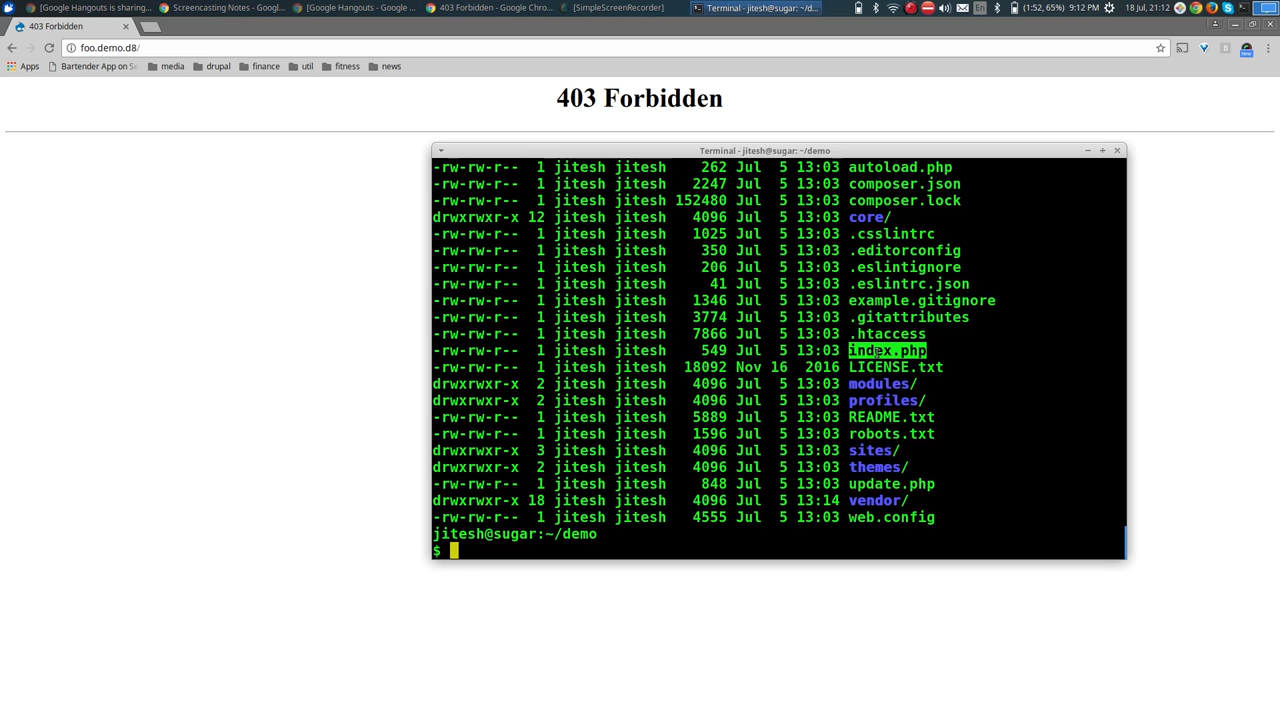 [Google Hangouts is sharing...
Screencasting Notes - Googl...
[Google Hangouts - Google ...
403 Forbidden - Google Chro...
[SimpleScreenRecorder]
Terminal - jitesh@sugar: ~/d...
En
(1:52, 65%)
9:12 PM
18 Jul, 21:12
403 Forbidden
foo.demo.d8/
Apps
Bartender App on Se
media
drupal
finance
util
fitness
news
403 Forbidden
Terminal - jitesh@sugar: ~/demo
-rw-rw-r-- 1 jitesh jitesh 262 Jul 5 13:03 autoload.php
-rw-rw-r-- 1 jitesh jitesh 2247 Jul 5 13:03 composer.json
-rw-rw-r-- 1 jitesh jitesh 152480 Jul 5 13:03 composer.lock
drwxrwxr-x 12 jitesh jitesh 4096 Jul 5 13:03 core/
-rw-rw-r-- 1 jitesh jitesh 1025 Jul 5 13:03 .csslintrc
-rw-rw-r-- 1 jitesh jitesh 350 Jul 5 13:03 .editorconfig
-rw-rw-r-- 1 jitesh jitesh 206 Jul 5 13:03 .eslintignore
-rw-rw-r-- 1 jitesh jitesh 41 Jul 5 13:03 .eslintrc.json
-rw-rw-r-- 1 jitesh jitesh 1346 Jul 5 13:03 example.gitignore
-rw-rw-r-- 1 jitesh jitesh 3774 Jul 5 13:03 .gitattributes
-rw-rw-r-- 1 jitesh jitesh 7866 Jul 5 13:03 .htaccess
-rw-rw-r-- 1 jitesh jitesh 549 Jul 5 13:03 index.php
-rw-rw-r-- 1 jitesh jitesh 18092 Nov 16 2016 LICENSE.txt
drwxrwxr-x 2 jitesh jitesh 4096 Jul 5 13:03 modules/
drwxrwxr-x 2 jitesh jitesh 4096 Jul 5 13:03 profiles/
-rw-rw-r-- 1 jitesh jitesh 5889 Jul 5 13:03 README.txt
-rw-rw-r-- 1 jitesh jitesh 1596 Jul 5 13:03 robots.txt
drwxrwxr-x 3 jitesh jitesh 4096 Jul 5 13:03 sites/
drwxrwxr-x 2 jitesh jitesh 4096 Jul 5 13:03 themes/
-rw-rw-r-- 1 jitesh jitesh 848 Jul 5 13:03 update.php
drwxrwxr-x 18 jitesh jitesh 4096 Jul 5 13:14 vendor/
-rw-rw-r-- 1 jitesh jitesh 4555 Jul 5 13:03 web.config
jitesh@sugar:~/demo
$